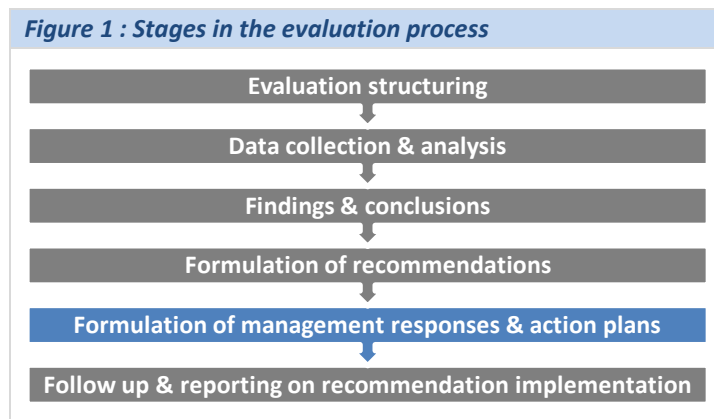 Figure 1 : Stages in the evaluation process
Evaluation structuring
Data collection & analysis
Findings & conclusions
Formulation of recommendations
Formulation of management responses & action plans
Follow up & reporting on recommendation implementation